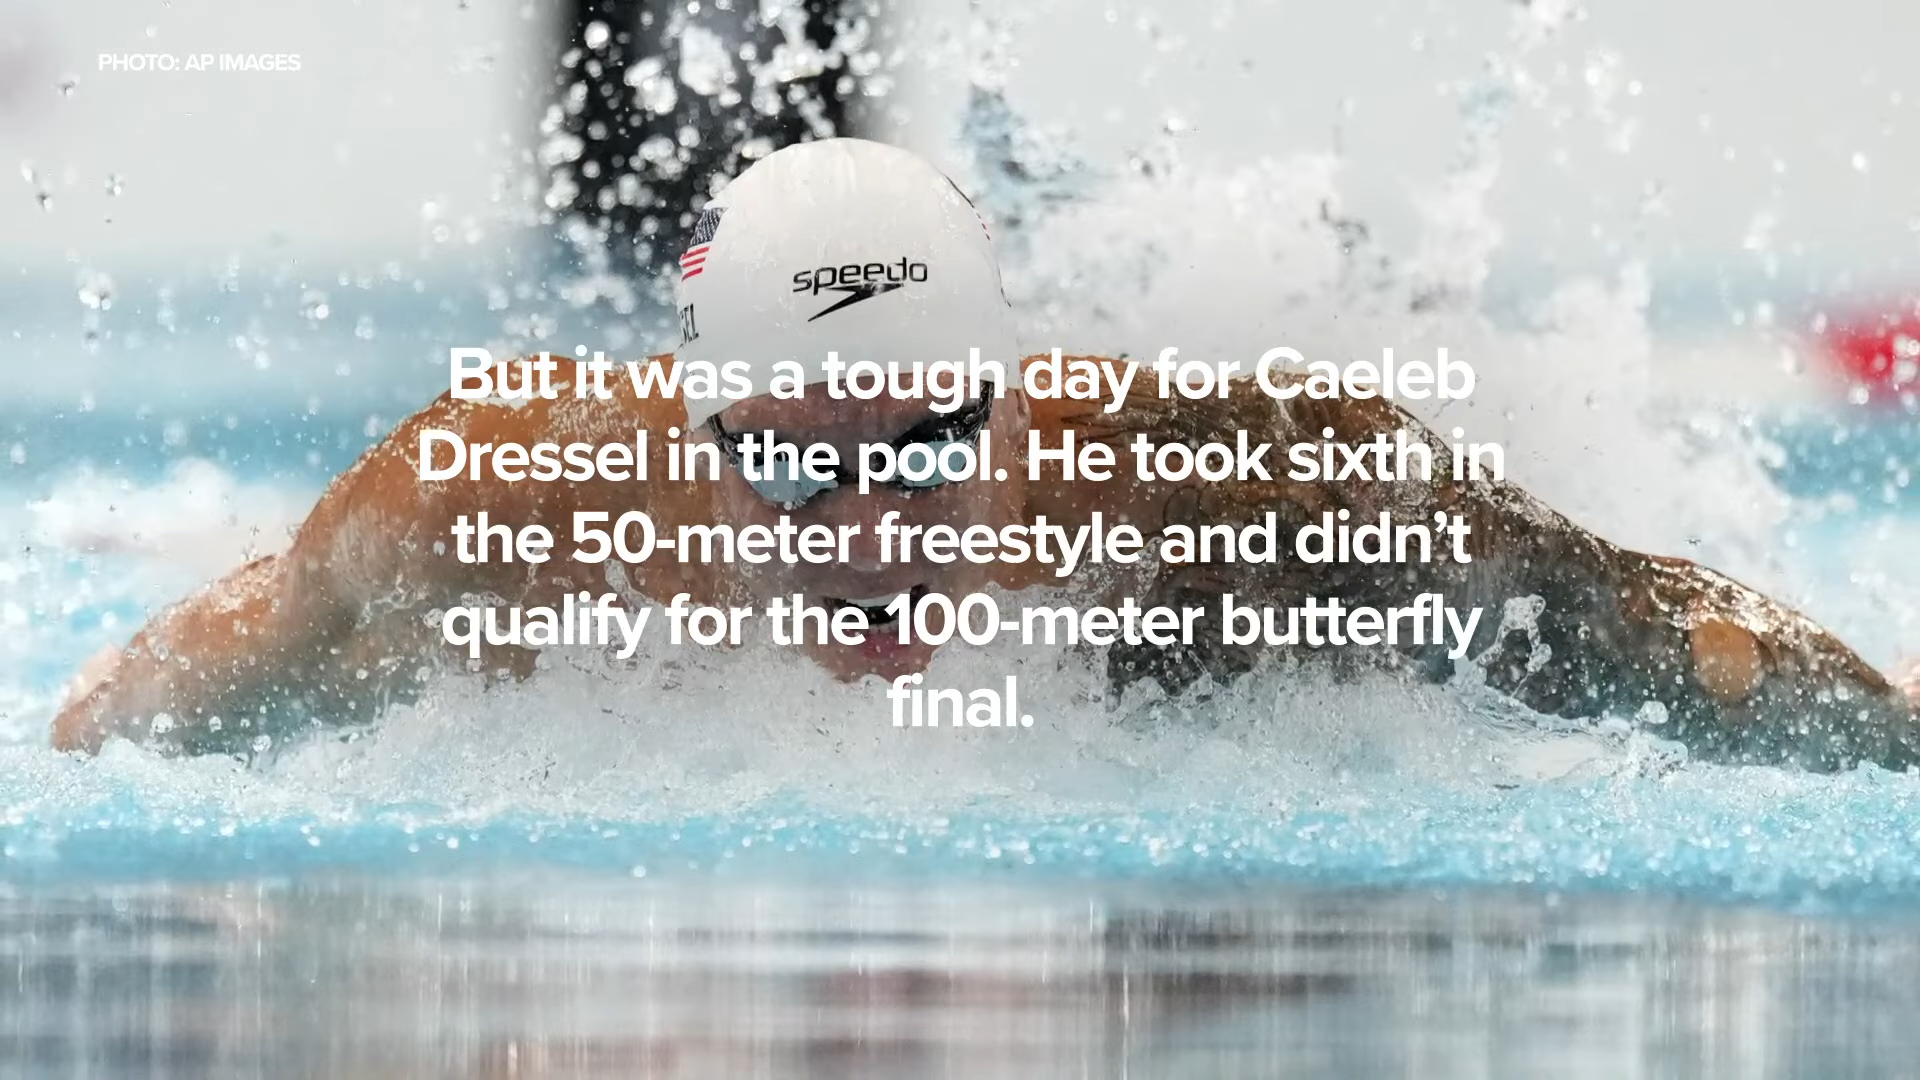 PHOTO: AP IMAGES
speedo
But it was a tough day for Caeleb
Dressel in the pool. He took sixth in
the 50-meter freestyle and didn’t
qualify for the 100-meter butterfly
final.